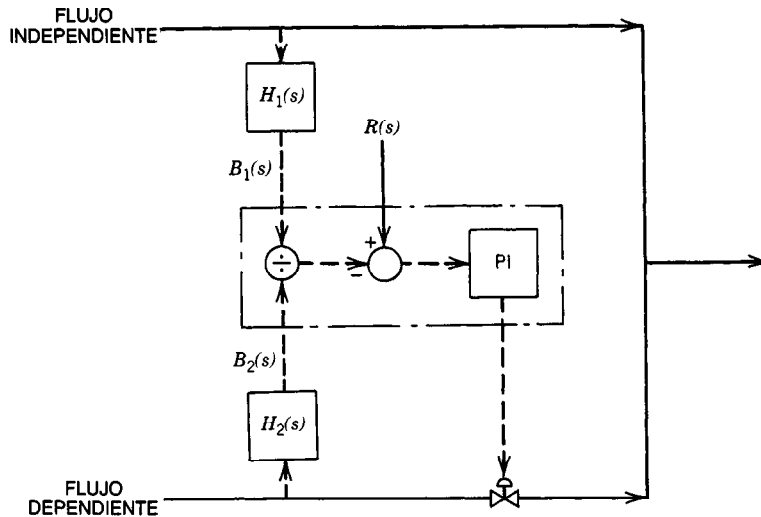 FLUJO
INDEPENDIENTE
H₁(s)
R(s)
B₁(s)
÷
+
-
PI
B₂(s)
H₂(s)
FLUJO
DEPENDIENTE